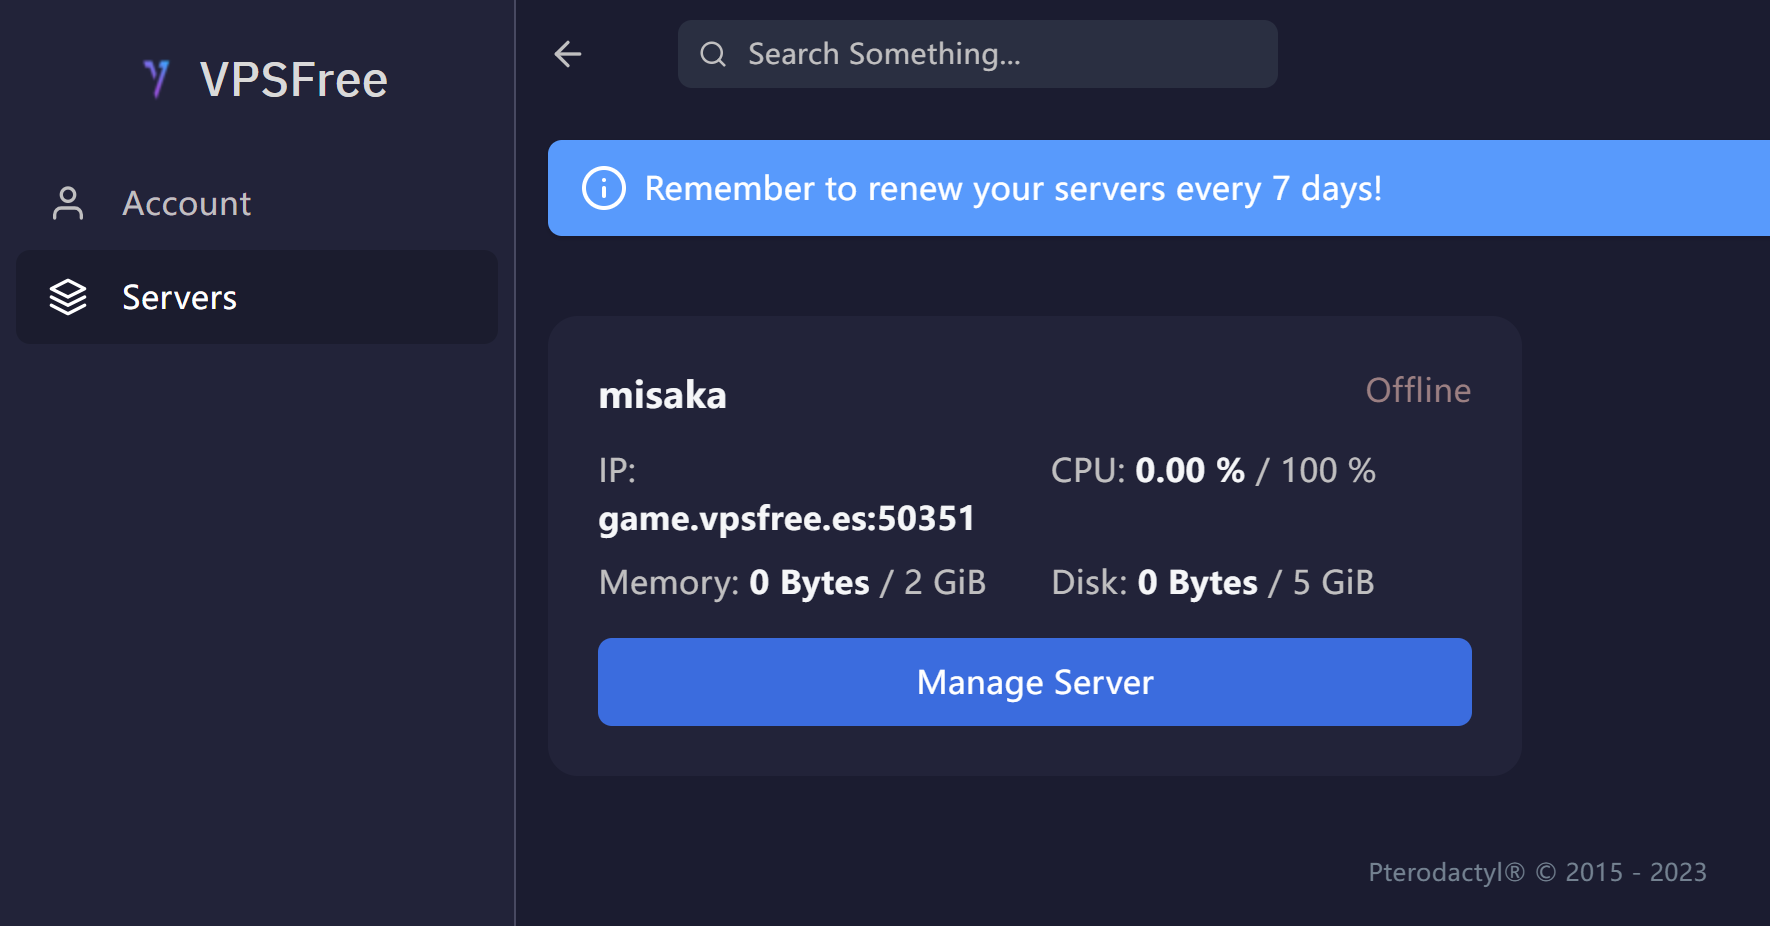 VPSFree
Account
Servers
Search Something...
Remember to renew your servers every 7 days!
misaka
Offline
IP:
game.vpsfree.es:50351
CPU: 0.00 % / 100 %
Memory: 0 Bytes / 2 GiB
Disk: 0 Bytes / 5 GiB
Manage Server
Pterodactyl® © 2015 - 2023